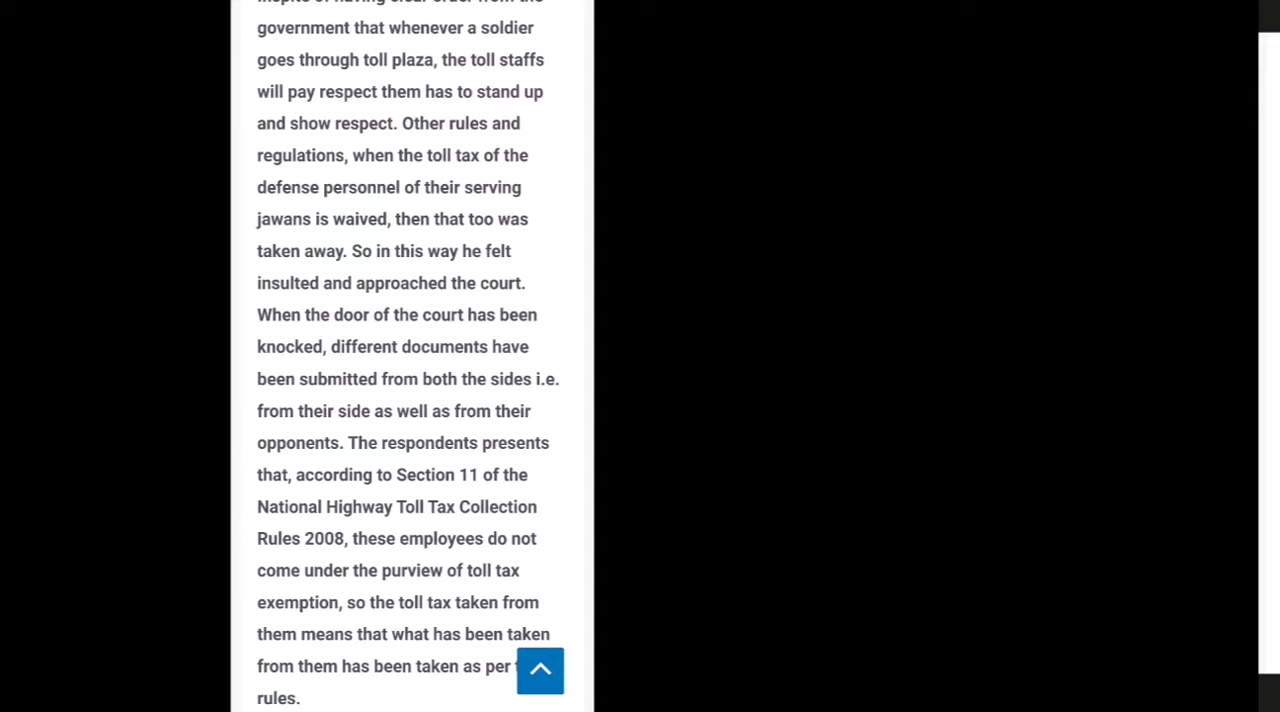 government that whenever a soldier
goes through toll plaza, the toll staffs
will pay respect them has to stand up
and show respect. Other rules and
regulations, when the toll tax of the
defense personnel of their serving
jawans is waived, then that too was
taken away. So in this way he felt
insulted and approached the court.
When the door of the court has been
knocked, different documents have
been submitted from both the sides i.e.
from their side as well as from their
opponents. The respondents presents
that, according to Section 11 of the
National Highway Toll Tax Collection
Rules 2008, these employees do not
come under the purview of toll tax
exemption, so the toll tax taken from
them means that what has been taken
from them has been taken as per
rules.